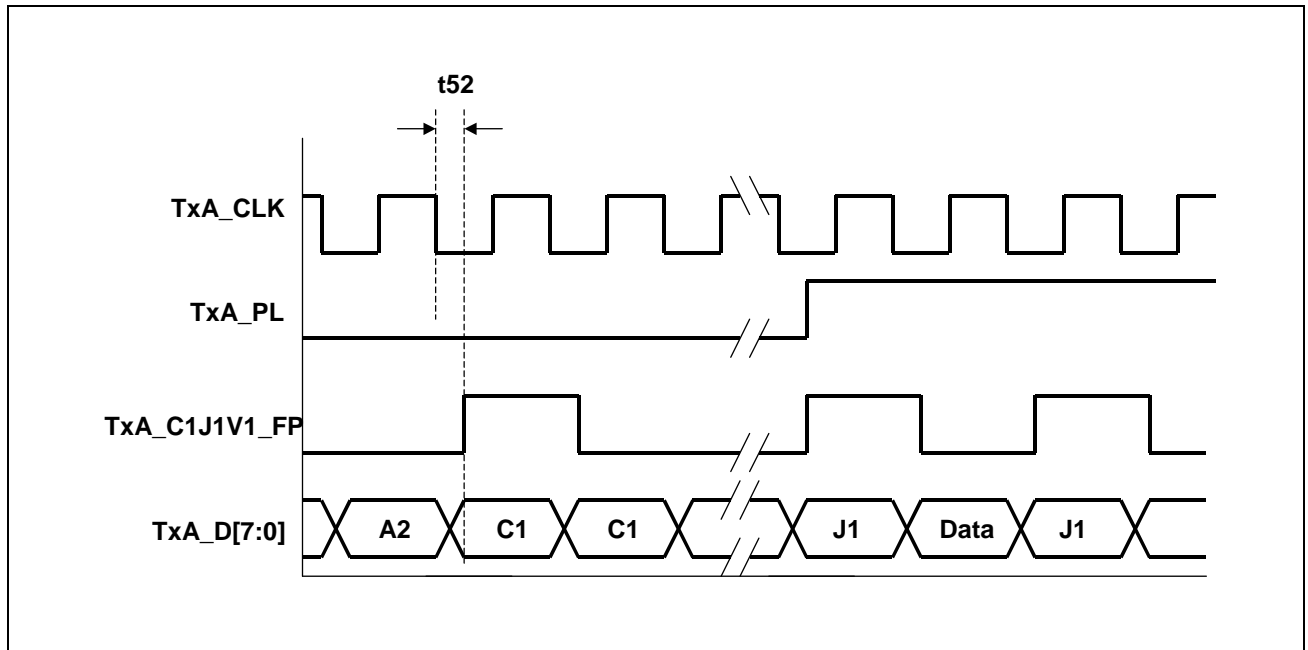 t52
TxA_CLK
TxA_PL
TxA_C1J1V1_FP
TxA_D[7:0] A2 C1 C1 J1 Data J1